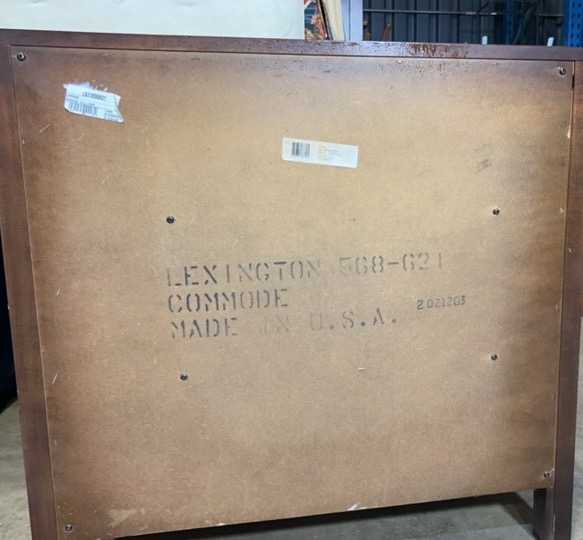 LEXINGTON 568-621
COMMODE
MADE IN U.S.A.
2021203